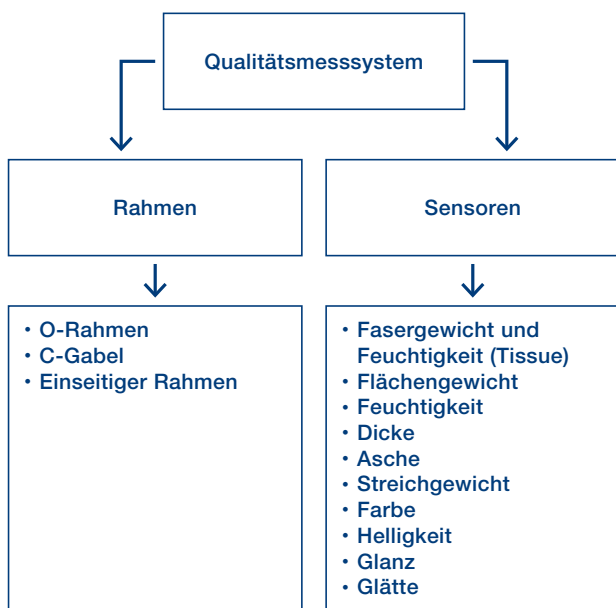 Qualitätsmesssystem
Rahmen
Sensoren
· O-Rahmen
· C-Gabel
· Einseitiger Rahmen
· Fasergewicht und
Feuchtigkeit (Tissue)
· Flächengewicht
· Feuchtigkeit
· Dicke
· Asche
· Streichgewicht
· Farbe
· Helligkeit
· Glanz
· Glätte